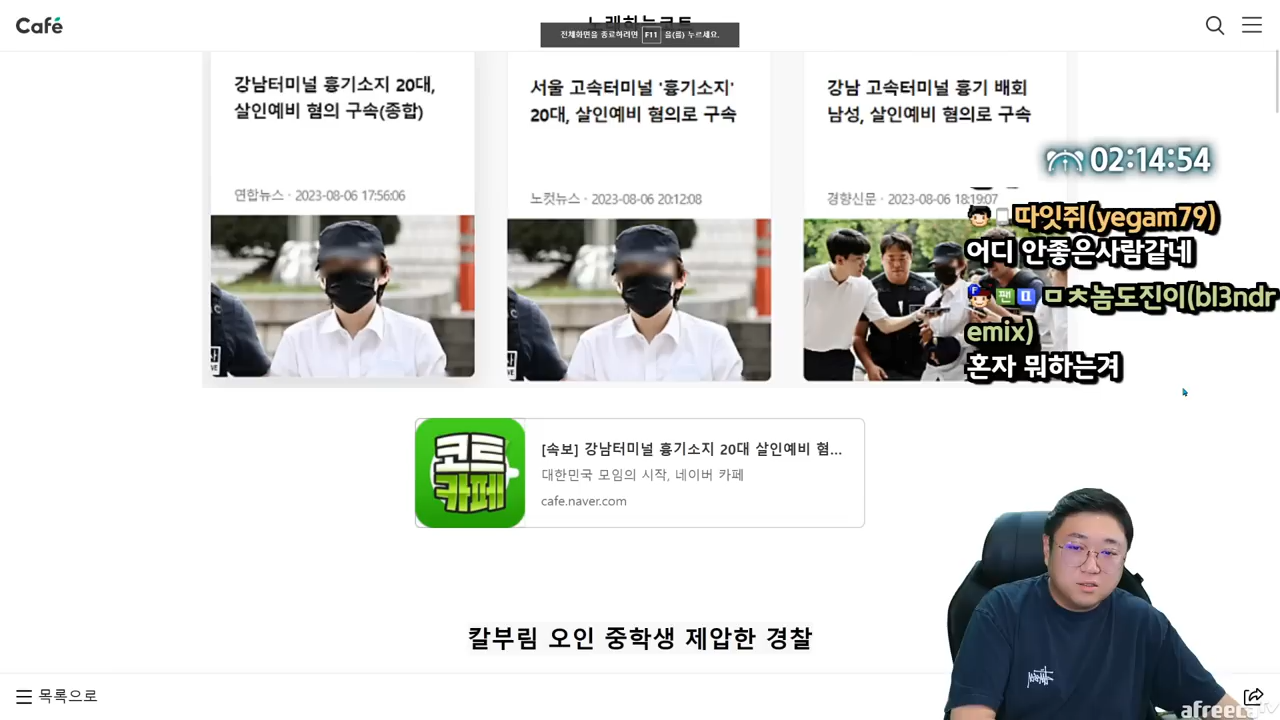 Café
노래하는코트
전체화면을 종료하려면 F11 을(를) 누르세요.
강남터미널 흉기소지 20대,
살인예비 혐의 구속(종합)
연합뉴스 · 2023-08-06 17:56:06
서울 고속터미널 '흉기소지'
20대, 살인예비 혐의로 구속
노컷뉴스 · 2023-08-06 20:12:08
강남 고속터미널 흉기 배회
남성, 살인예비 혐의로 구속
경향신문 · 2023-08-06 18:19:07
02:14:54
따잇쥐(yegam79)
어디 안좋은사람같네
F 팬 ㅁㅊ놈도진이(bl3ndr
emix)
혼자 뭐하는겨
코트
카페
[속보] 강남터미널 흉기소지 20대 살인예비 혐...
대한민국 모임의 시작, 네이버 카페
cafe.naver.com
칼부림 오인 중학생 제압한 경찰
목록으로
afreecaTV